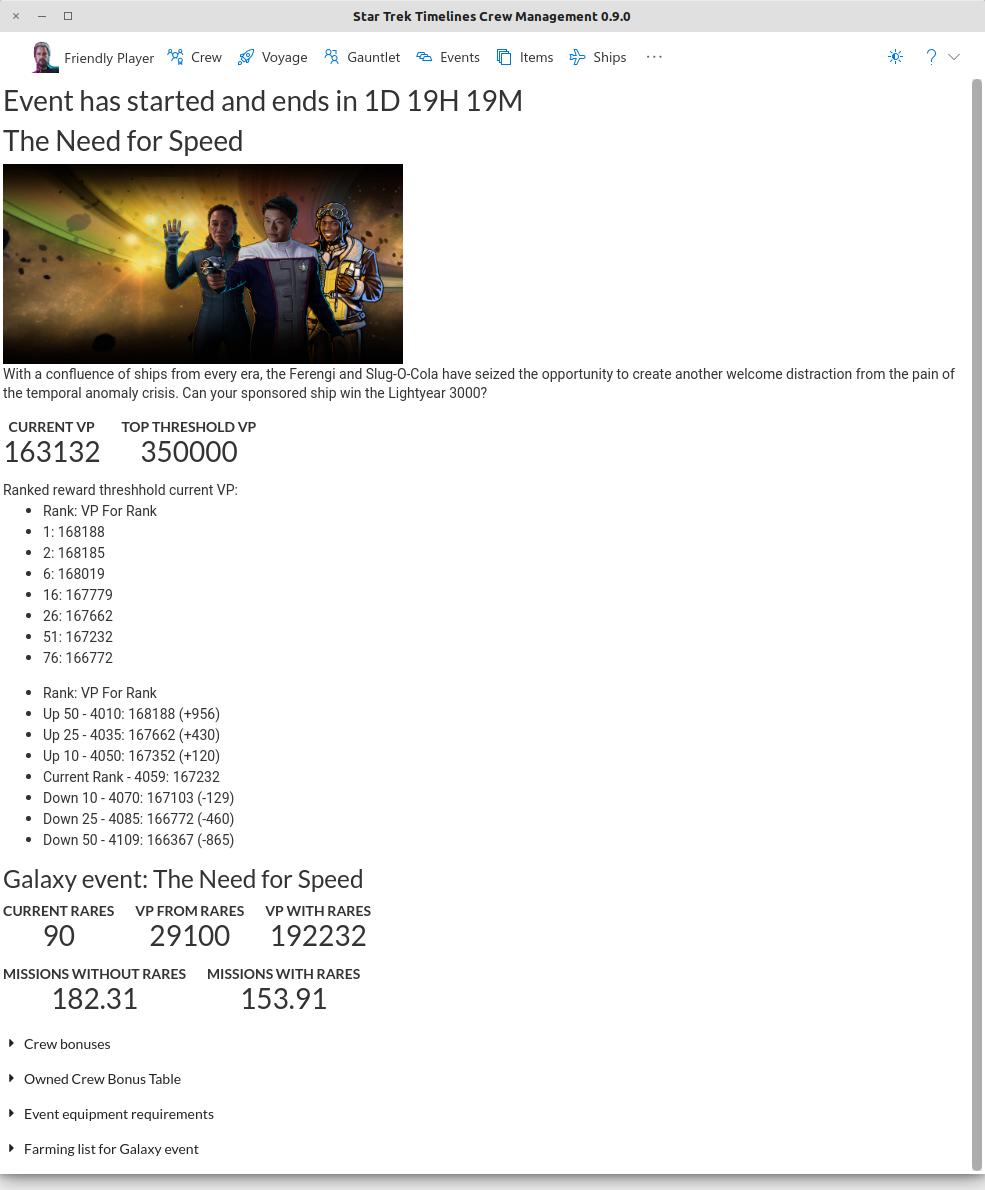 Star Trek Timelines Crew Management 0.9.0
Friendly Player Crew Voyage Gauntlet Events Items Ships ···
Event has started and ends in 1D 19H 19M
The Need for Speed
With a confluence of ships from every era, the Ferengi and Slug-O-Cola have seized the opportunity to create another welcome distraction from the pain of
the temporal anomaly crisis. Can your sponsored ship win the Lightyear 3000?
CURRENT VP TOP THRESHOLD VP
163132 350000
Ranked reward threshhold current VP:
Rank: VP For Rank
1: 168188
2: 168185
6: 168019
16: 167779
26: 167662
51: 167232
76: 166772
Rank: VP For Rank
Up 50 - 4010: 168188 (+956)
Up 25 - 4035: 167662 (+430)
Up 10 - 4050: 167352 (+120)
Current Rank - 4059: 167232
Down 10 - 4070: 167103 (-129)
Down 25 - 4085: 166772 (-460)
Down 50 - 4109: 166367 (-865)
Galaxy event: The Need for Speed
CURRENT RARES VP FROM RARES VP WITH RARES
90 29100 192232
MISSIONS WITHOUT RARES MISSIONS WITH RARES
182.31 153.91
Crew bonuses
Owned Crew Bonus Table
Event equipment requirements
Farming list for Galaxy event